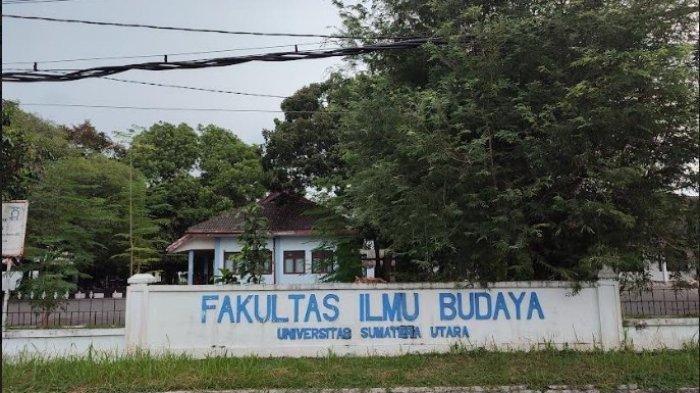 FAKULTAS ILMU BUDAYA
UNIVERSITAS SUMATERA UTARA